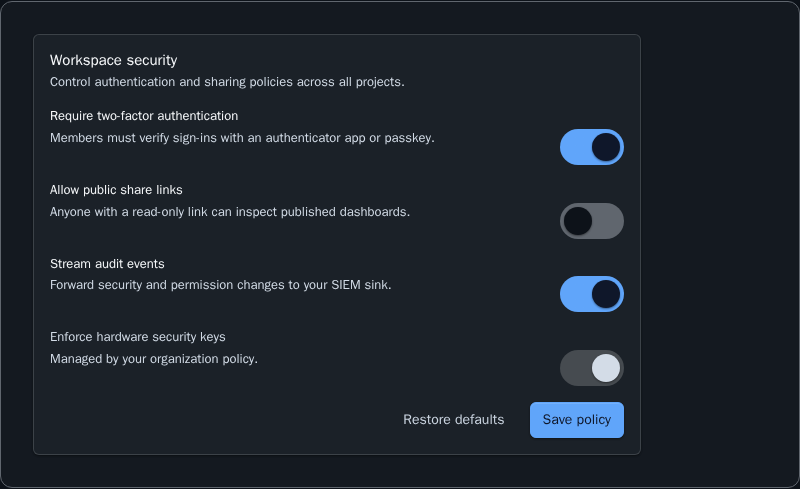 Workspace security
Control authentication and sharing policies across all projects.
Require two-factor authentication
Members must verify sign-ins with an authenticator app or passkey.
Allow public share links
Anyone with a read-only link can inspect published dashboards.
Stream audit events
Forward security and permission changes to your SIEM sink.
Enforce hardware security keys
Managed by your organization policy.
Restore defaults
Save policy